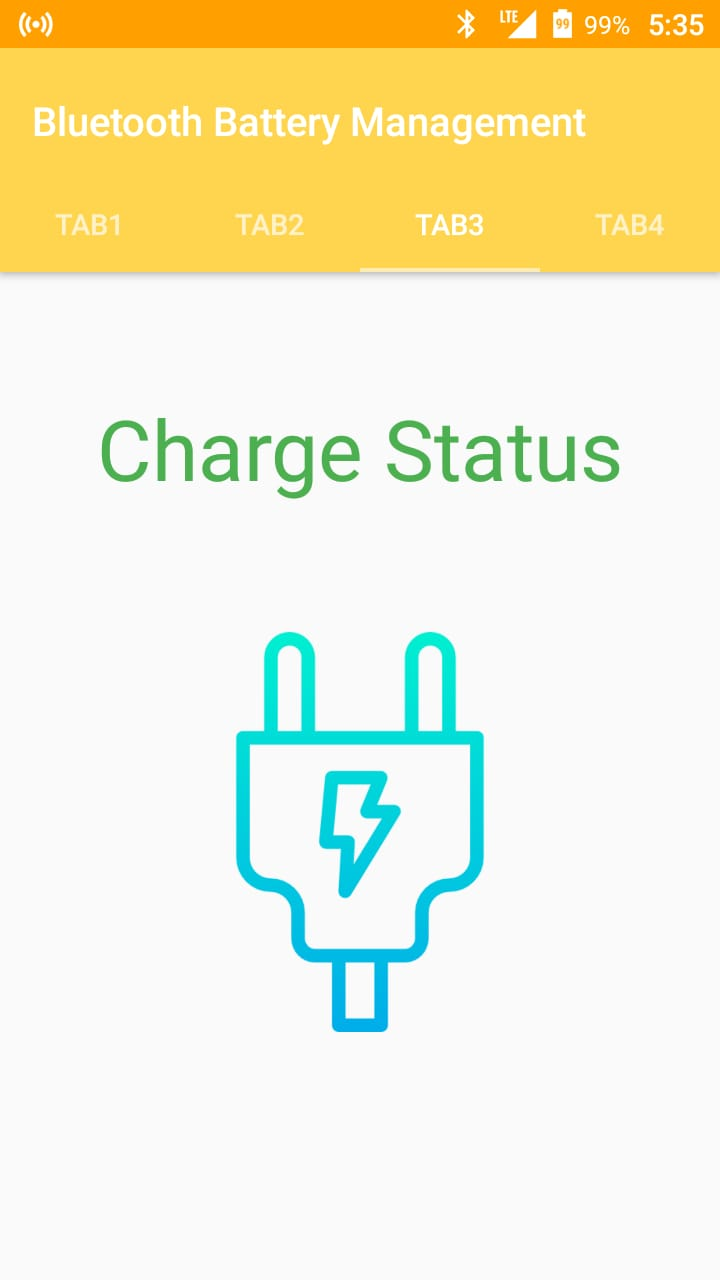 LTE 99 99% 5:35
Bluetooth Battery Management
TAB1 TAB2 TAB3 TAB4
Charge Status